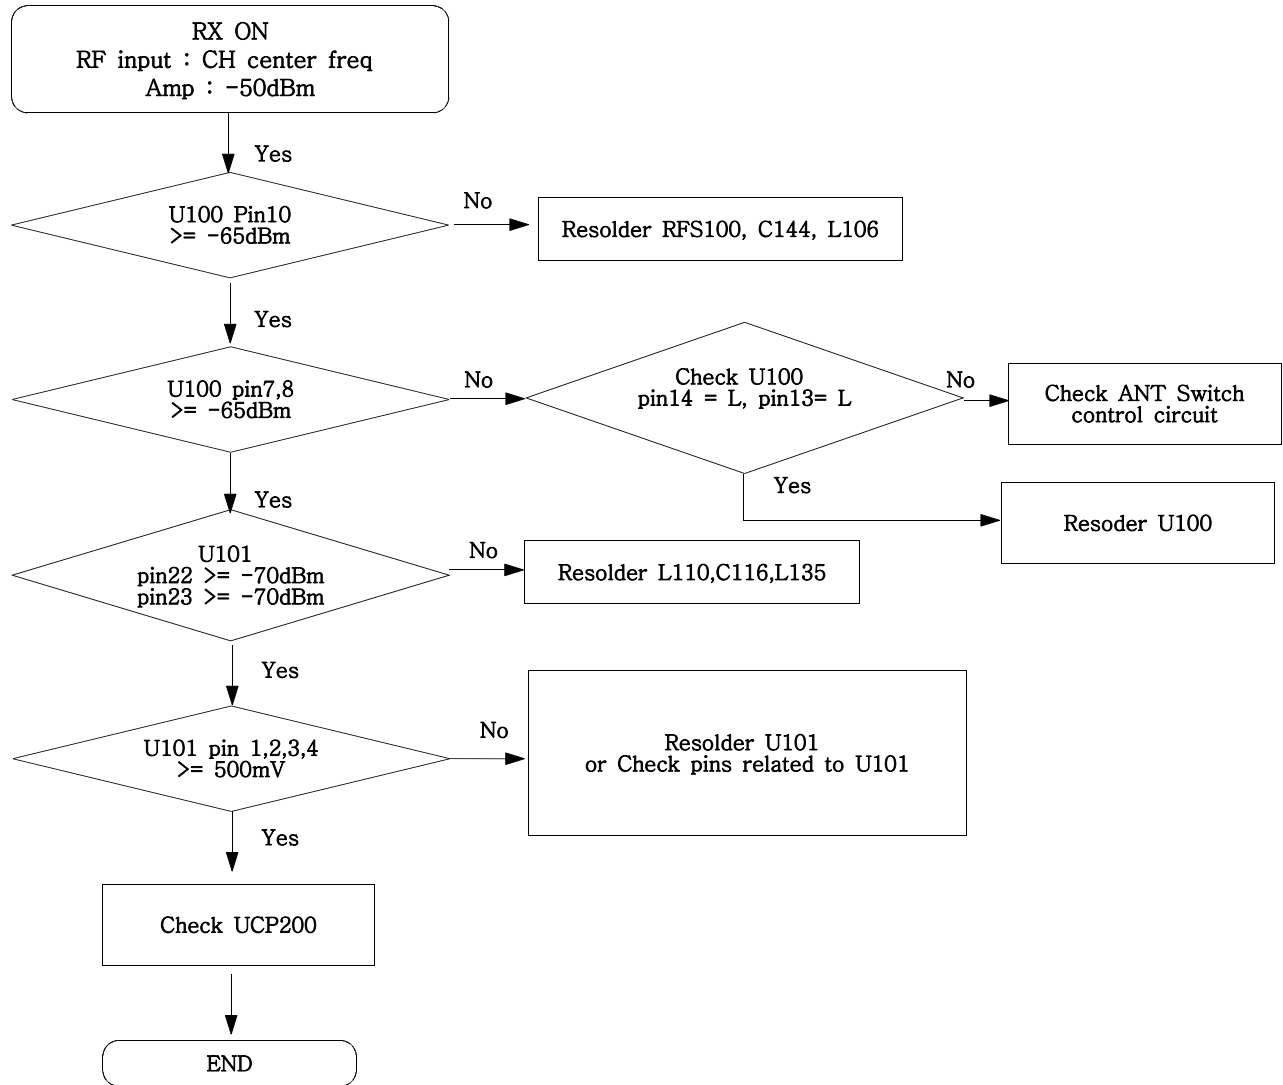 RX ON
RF input : CH center freq
Amp : -50dBm
Yes
U100 Pin10
>= -65dBm
No
Resolder RFS100, C144, L106
Yes
U100 pin7,8
>= -65dBm
No
Check U100
pin14 = L, pin13= L
No
Check ANT Switch
control circuit
Yes
Resoder U100
Yes
U101
pin22 >= -70dBm
pin23 >= -70dBm
No
Resolder L110,C116,L135
Yes
U101 pin 1,2,3,4
>= 500mV
No
Resolder U101
or Check pins related to U101
Yes
Check UCP200
END